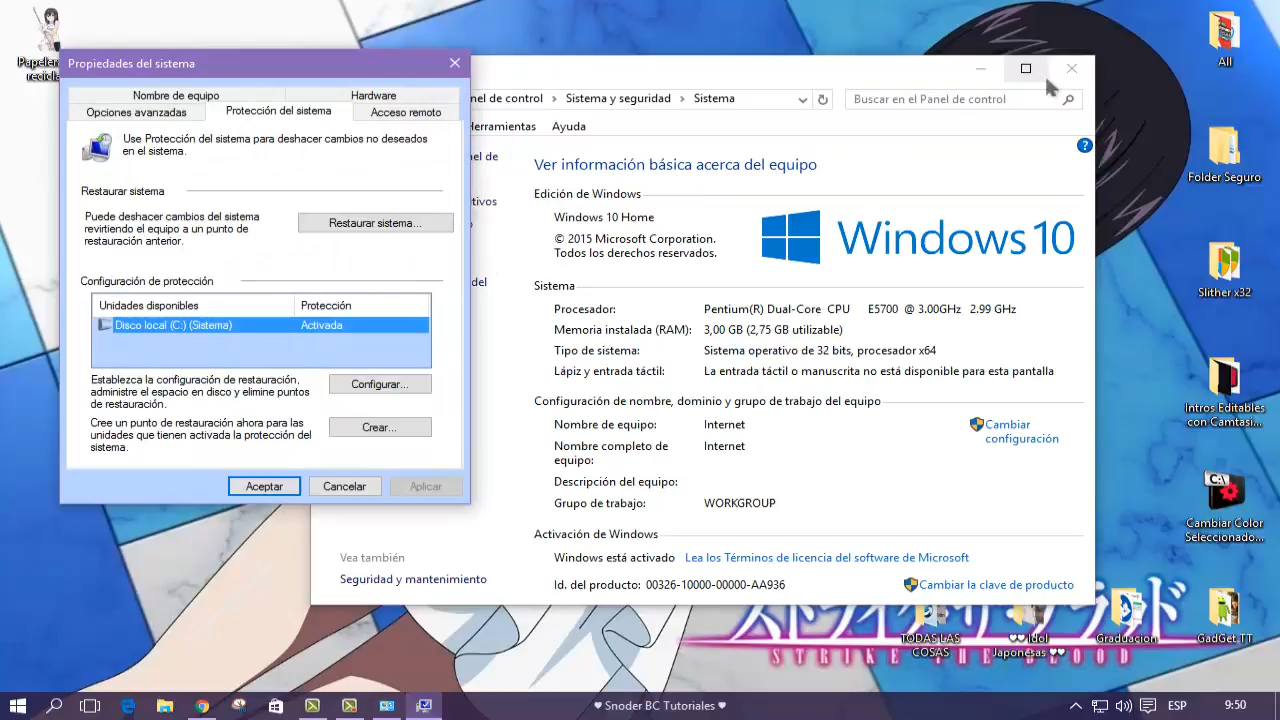 Propiedades del sistema
Nombre de equipo
Hardware
Opciones avanzadas
Protección del sistema
Acceso remoto
Use Protección del sistema para deshacer cambios no deseados
en el sistema.
Restaurar sistema
Puede deshacer cambios del sistema
revirtiendo el equipo a un punto de
restauración anterior.
Restaurar sistema...
Configuración de protección
Unidades disponibles
Protección
Disco local (C:) (Sistema)
Activada
Establezca la configuración de restauración,
administre el espacio en disco y elimine puntos
de restauración.
Configurar...
Cree un punto de restauración ahora para las
unidades que tienen activada la protección del
sistema.
Crear...
Aceptar
Cancelar
Aplicar
nel de control
Sistema y seguridad
Sistema
Buscar en el Panel de control
Herramientas
Ayuda
nel de
Ver información básica acerca del equipo
Edición de Windows
Windows 10 Home
© 2015 Microsoft Corporation.
Todos los derechos reservados.
Windows 10
Sistema
Procesador:
Pentium(R) Dual-Core CPU E5700 @ 3.00GHz 2.99 GHz
Memoria instalada (RAM):
3,00 GB (2,75 GB utilizable)
Tipo de sistema:
Sistema operativo de 32 bits, procesador x64
Lápiz y entrada táctil:
La entrada táctil o manuscrita no está disponible para esta pantalla
Configuración de nombre, dominio y grupo de trabajo del equipo
Nombre de equipo:
Internet
Cambiar
configuración
Nombre completo de
equipo:
Internet
Descripción del equipo:
Grupo de trabajo:
WORKGROUP
Activación de Windows
Windows está activado
Lea los Términos de licencia del software de Microsoft
Id. del producto: 00326-10000-00000-AA936
Cambiar la clave de producto
Vea también
Seguridad y mantenimiento
All
Folder Seguro
Slither x32
Intros Editables
con Camtasi...
C:\
Cambiar Color
Seleccionado...
TODAS LAS
COSAS
♥♥Idol
Japonesas ♥♥
Graduacion
GadGet.TT
STRIKE THE BLOOD
♥ Snoder BC Tutoriales ♥
ESP
9:50